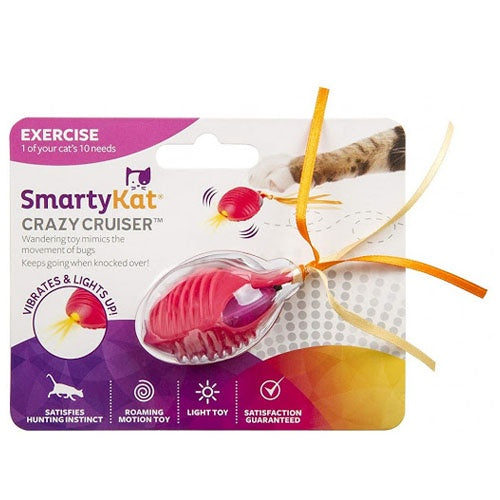 EXERCISE
1 of your cat's 10 needs
SmartyKat®
CRAZY CRUISER™
Wandering toy mimics the
movement of bugs
Keeps going when knocked over!
VIBRATES & LIGHTS UP!
SATISFIES
HUNTING INSTINCT
ROAMING
MOTION TOY
LIGHT TOY
SATISFACTION
GUARANTEED